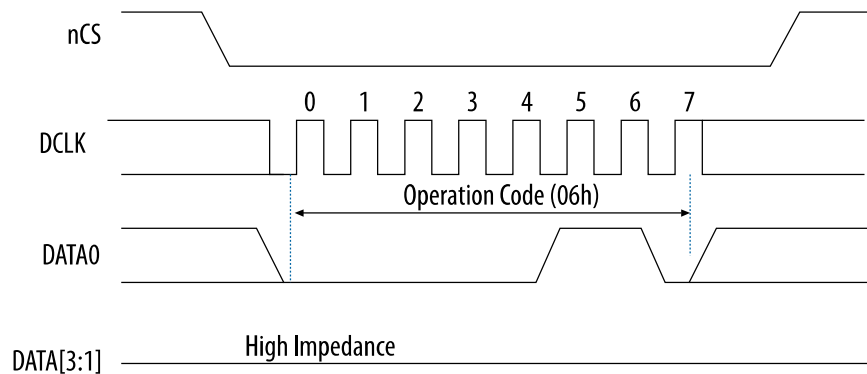 nCS
0 1 2 3 4 5 6 7
DCLK
Operation Code (06h)
DATA0
High Impedance
DATA[3:1]